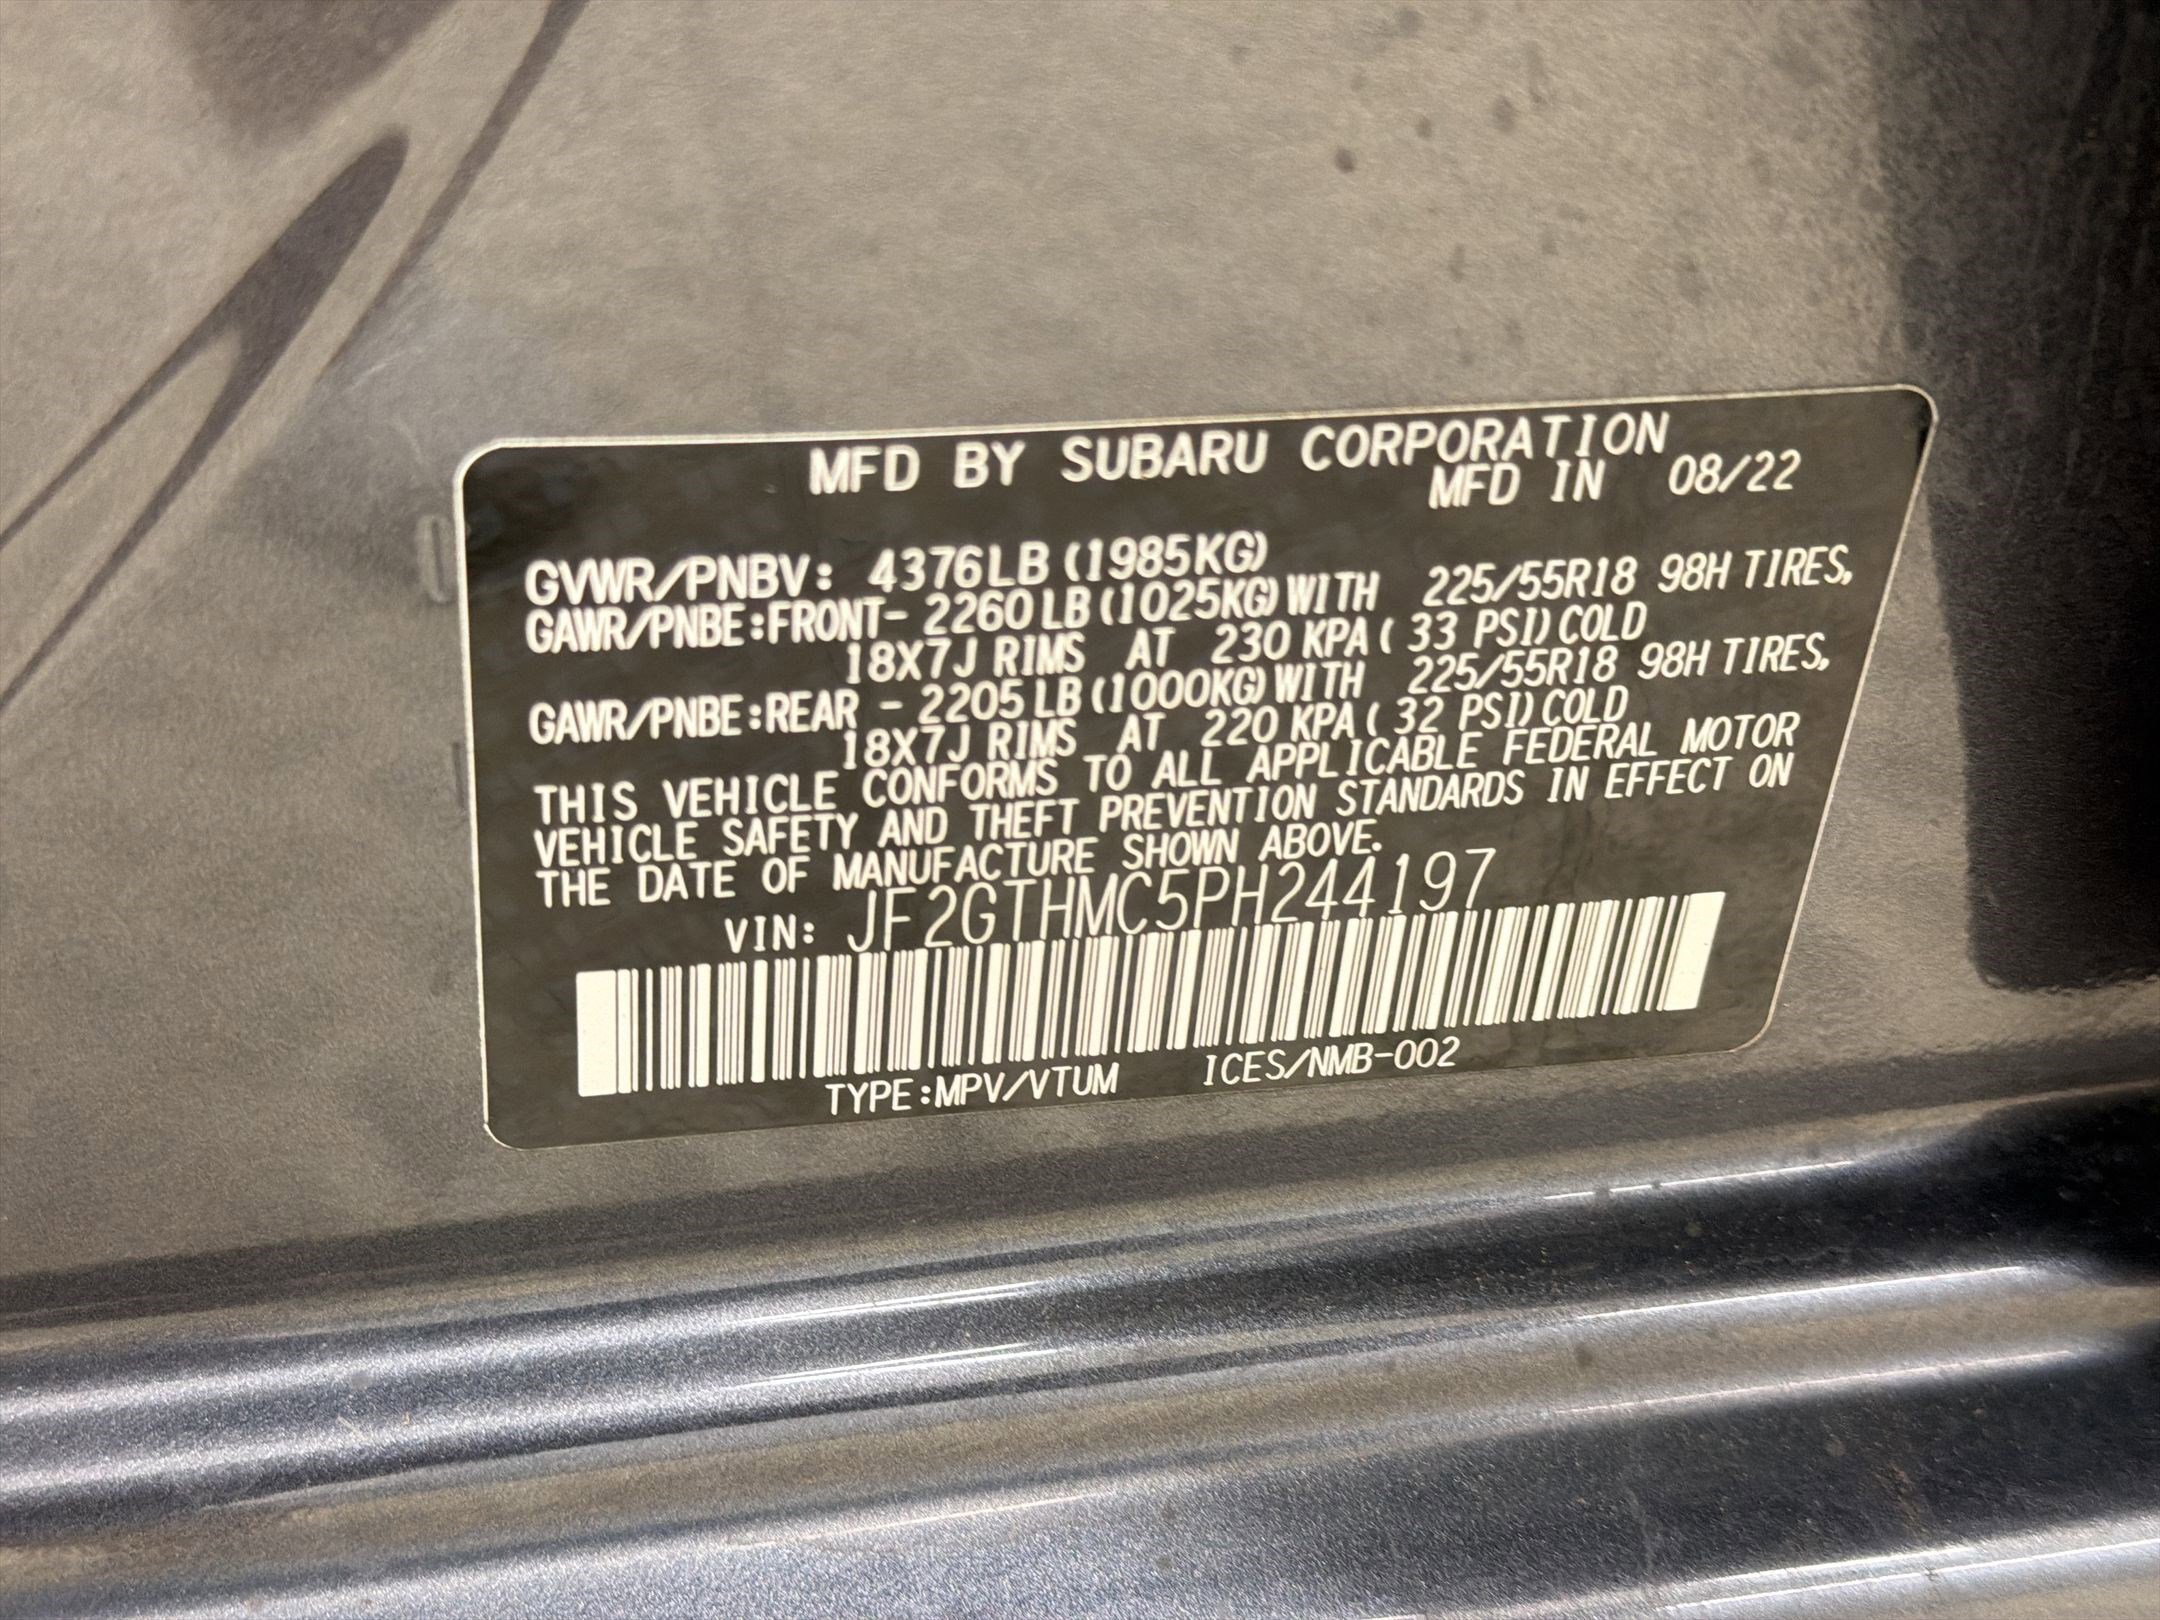 MFD BY SUBARU CORPORATION
MFD IN 08/22
GVWR/PNBV: 4376LB (1985KG)
GAWR/PNBE:FRONT- 2260LB (1025KG) WITH 225/55R18 98H TIRES,
18X7J RIMS AT 230 KPA ( 33 PSI) COLD
GAWR/PNBE:REAR - 2205LB (1000KG) WITH 225/55R18 98H TIRES,
18X7J RIMS AT 220 KPA ( 32 PSI) COLD
THIS VEHICLE CONFORMS TO ALL APPLICABLE FEDERAL MOTOR
VEHICLE SAFETY AND THEFT PREVENTION STANDARDS IN EFFECT ON
THE DATE OF MANUFACTURE SHOWN ABOVE.
VIN: JF2GTHMC5PH244197
TYPE:MPV/VTUM ICES/NMB-002